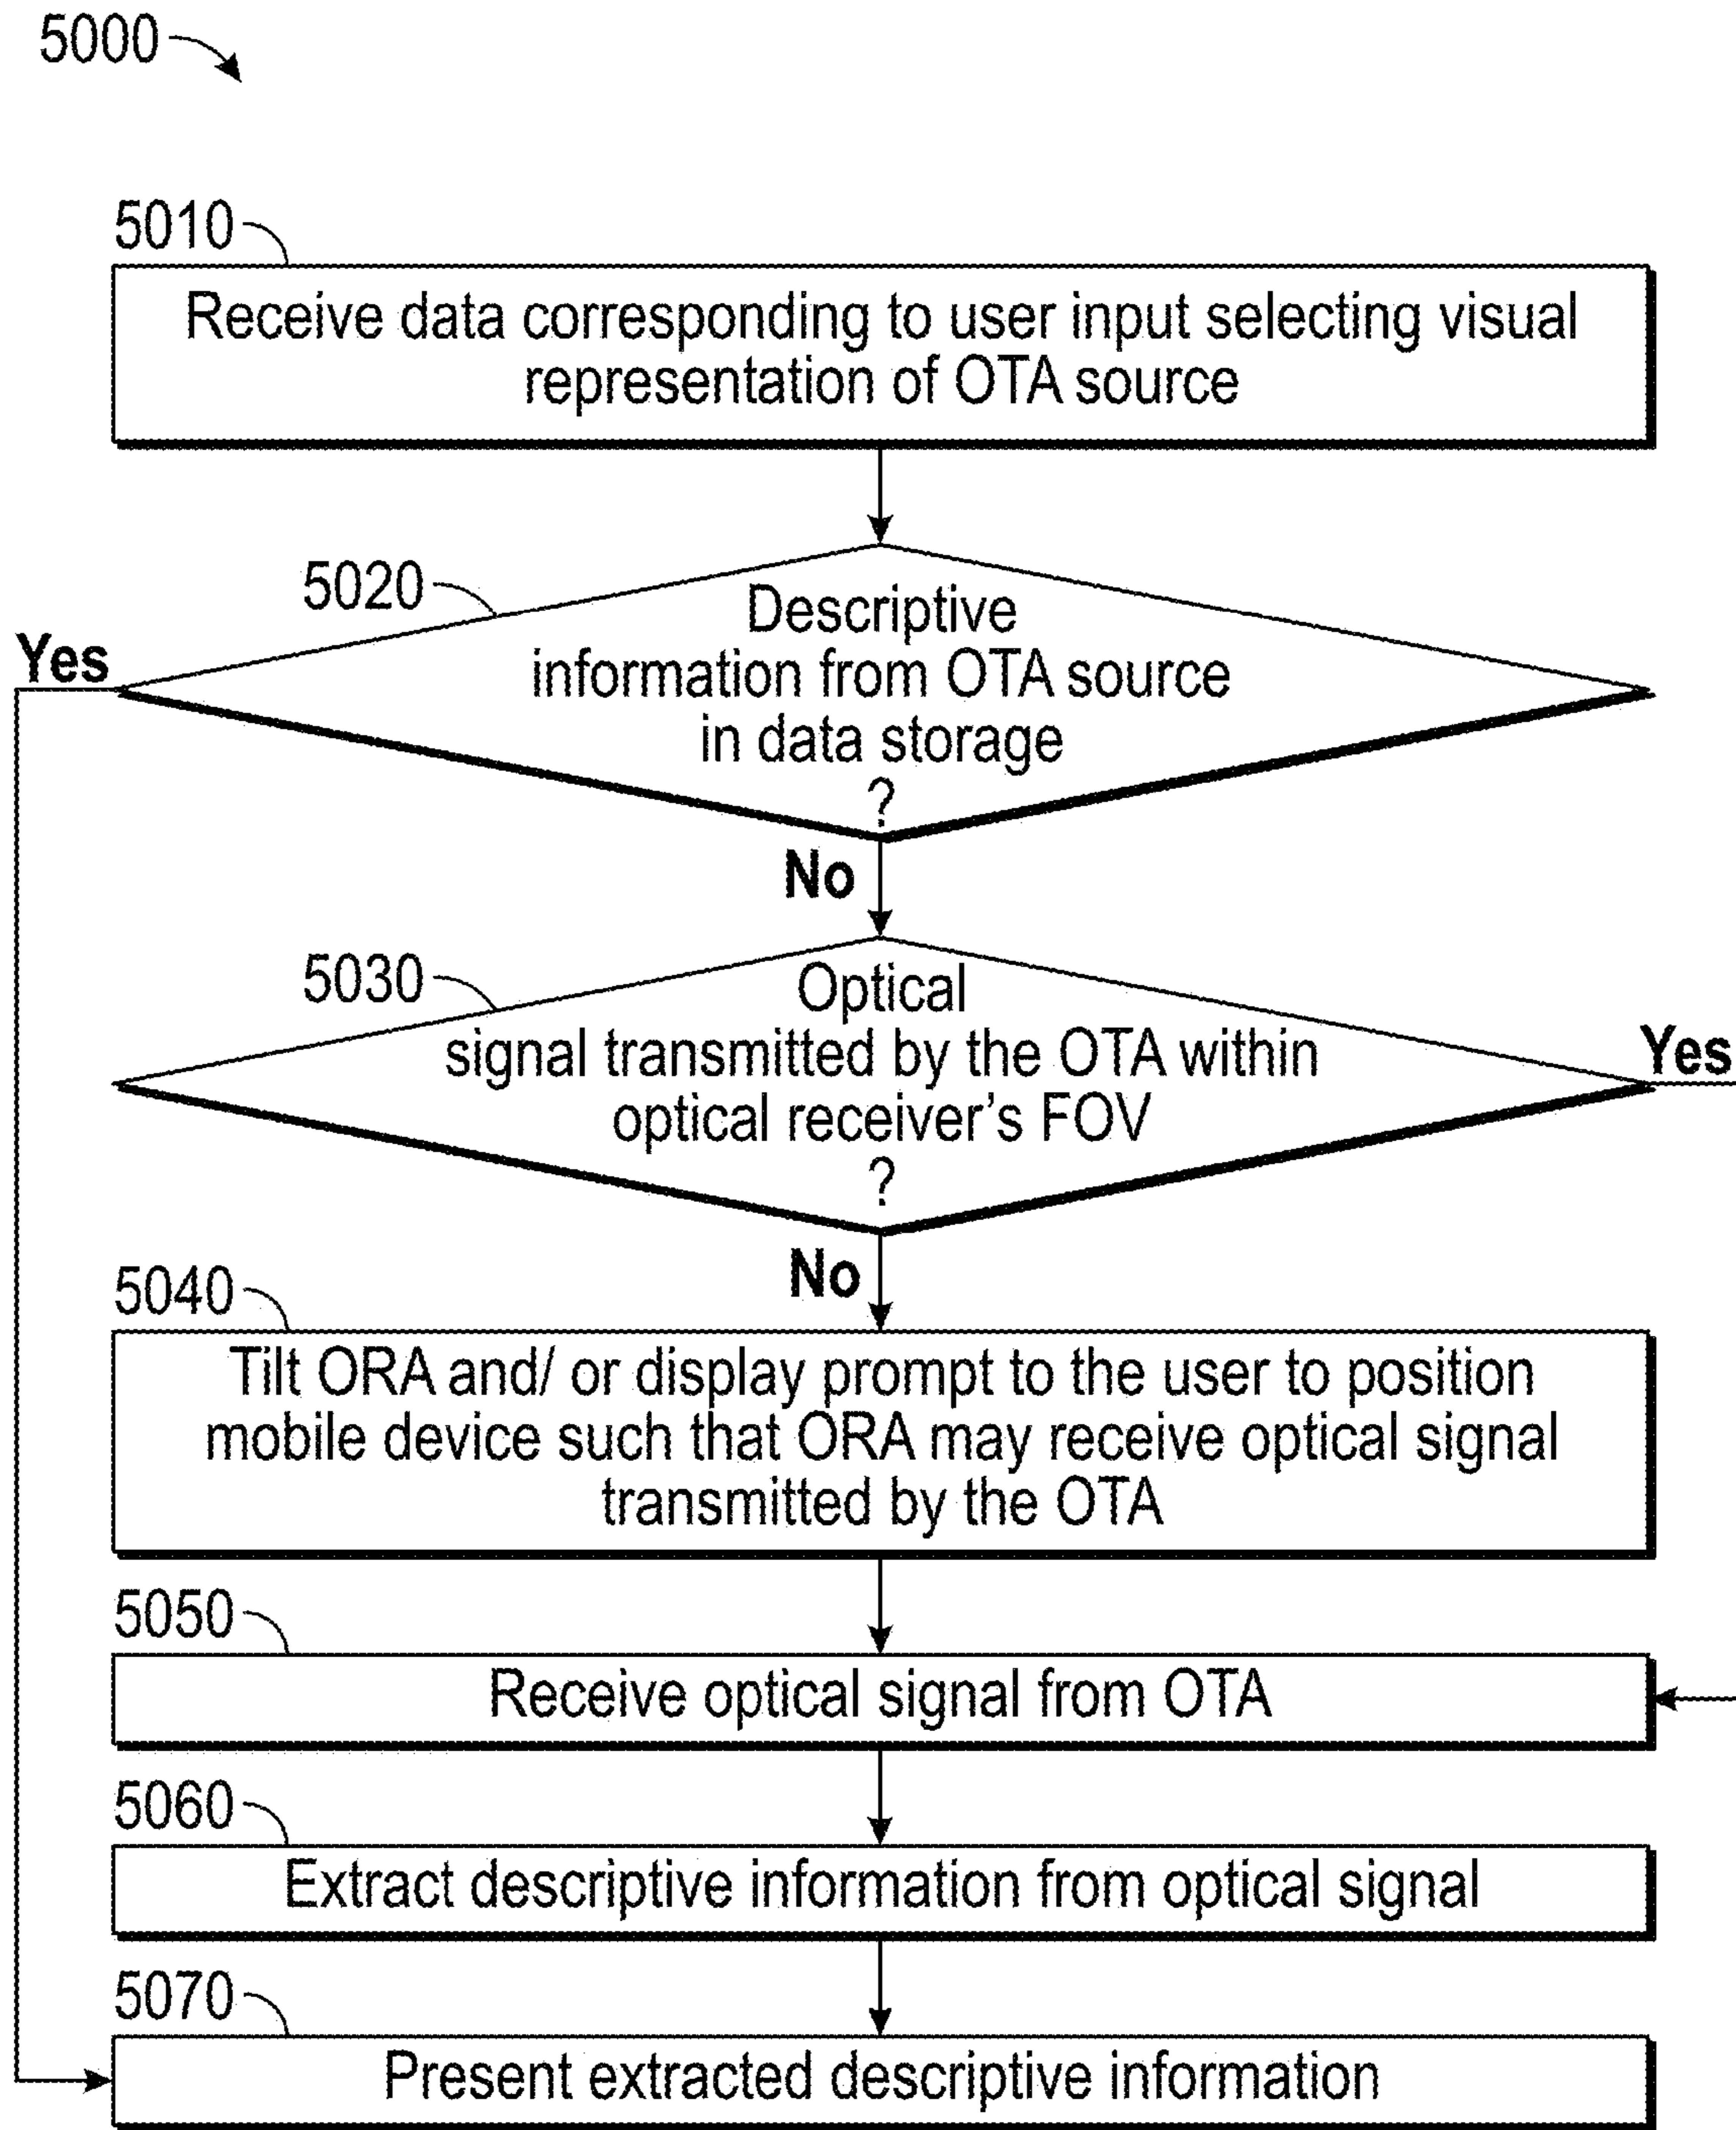 5000
5010
Receive data corresponding to user input selecting visual
representation of OTA source
5020
Descriptive
information from OTA source
in data storage
?
Yes
No
5030
Optical
signal transmitted by the OTA within
optical receiver's FOV
?
Yes
No
5040
Tilt ORA and/ or display prompt to the user to position
mobile device such that ORA may receive optical signal
transmitted by the OTA
5050
Receive optical signal from OTA
5060
Extract descriptive information from optical signal
5070
Present extracted descriptive information